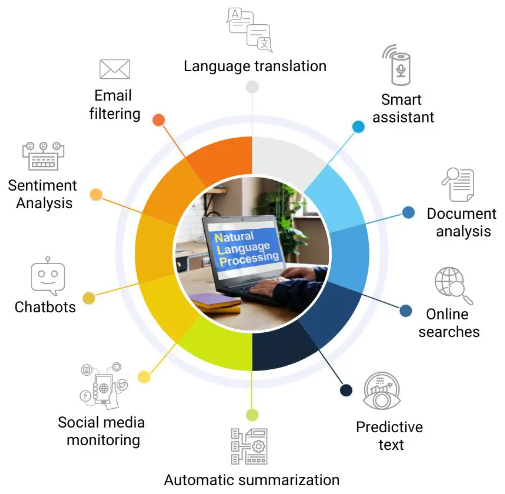 A
文
Language translation
Smart
assistant
Document
analysis
Online
searches
Predictive
text
Automatic summarization
Social media
monitoring
Chatbots
Sentiment
Analysis
Email
filtering
Natural
Language
Processing